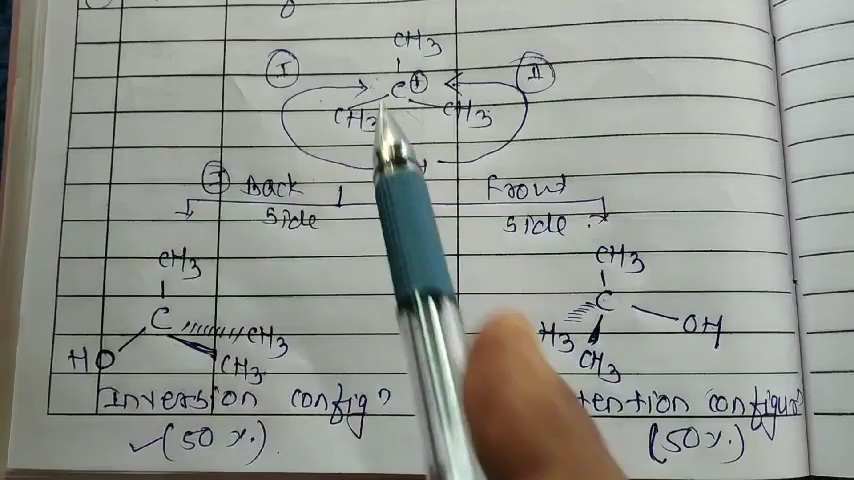 CH3
I
C⊕
II
CH3
CH3
I Back
Side
Front
Side
CH3
C
CH3
HO
CH3
CH3
C
OH
H3
CH3
Inversion config n
tention configur
✓(50%.)
(50%.)